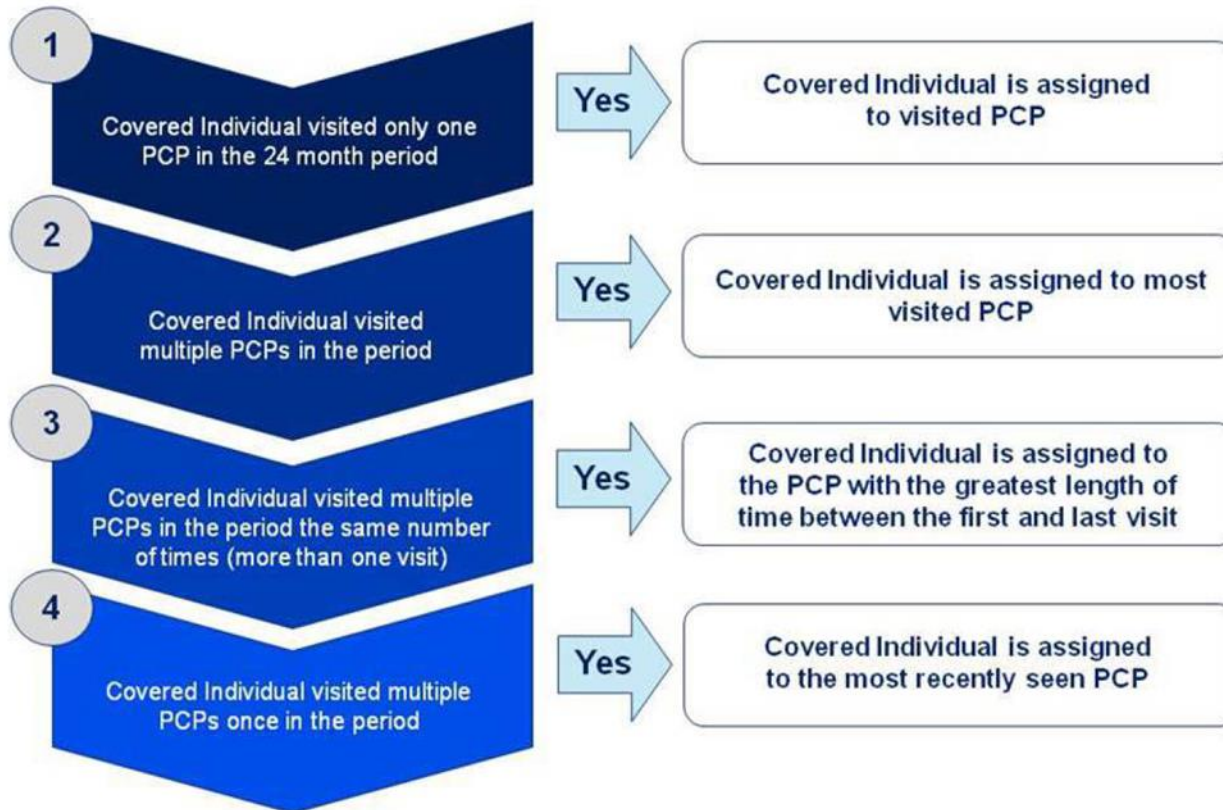 1
Covered Individual visited only one
PCP in the 24 month period
Yes
Covered Individual is assigned
to visited PCP
2
Covered Individual visited
multiple PCPs in the period
Yes
Covered Individual is assigned to most
visited PCP
3
Covered Individual visited multiple
PCPs in the period the same number
of times (more than one visit)
Yes
Covered Individual is assigned to
the PCP with the greatest length of
time between the first and last visit
4
Covered Individual visited multiple
PCPs once in the period
Yes
Covered Individual is assigned
to the most recently seen PCP